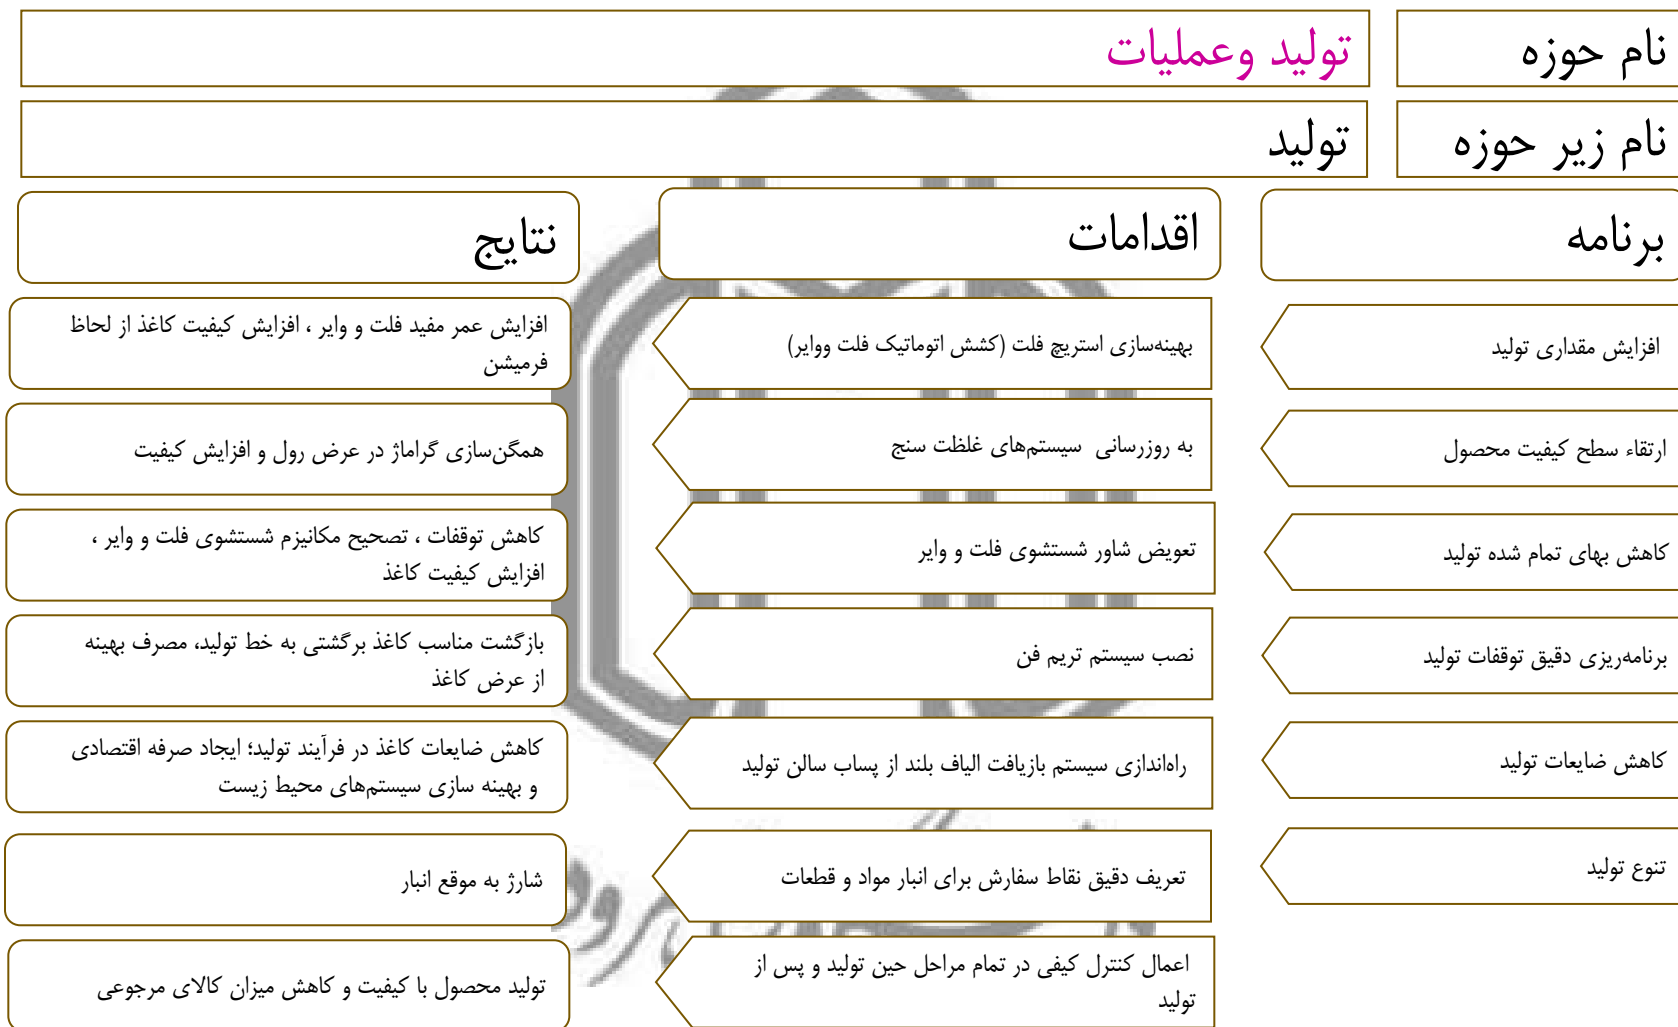 نام حوزه
تولید وعملیات
نام زیر حوزه
تولید
برنامه
اقدامات
نتایج
افزایش مقداری تولید
بهینه‌سازی استریچ فلت (کشش اتوماتیک فلت ووایر)
افزایش عمر مفید فلت و وایر ، افزایش کیفیت کاغذ از لحاظ
فرمیشن
ارتقاء سطح کیفیت محصول
به روزرسانی سیستم‌های غلظت سنج
همگن‌سازی گراماژ در عرض رول و افزایش کیفیت
کاهش بهای تمام شده تولید
تعویض شاور شستشوی فلت و وایر
کاهش توقفات ، تصحیح مکانیزم شستشوی فلت و وایر ،
افزایش کیفیت کاغذ
برنامه‌ریزی دقیق توقفات تولید
نصب سیستم تریم فن
بازگشت مناسب کاغذ برگشتی به خط تولید، مصرف بهینه
از عرض کاغذ
کاهش ضایعات تولید
راه‌اندازی سیستم بازیافت الیاف بلند از پساب سالن تولید
کاهش ضایعات کاغذ در فرآیند تولید؛ ایجاد صرفه اقتصادی
و بهینه سازی سیستم‌های محیط زیست
تنوع تولید
تعریف دقیق نقاط سفارش برای انبار مواد و قطعات
شارژ به موقع انبار
اعمال کنترل کیفی در تمام مراحل حین تولید و پس از
تولید
تولید محصول با کیفیت و کاهش میزان کالای مرجوعی